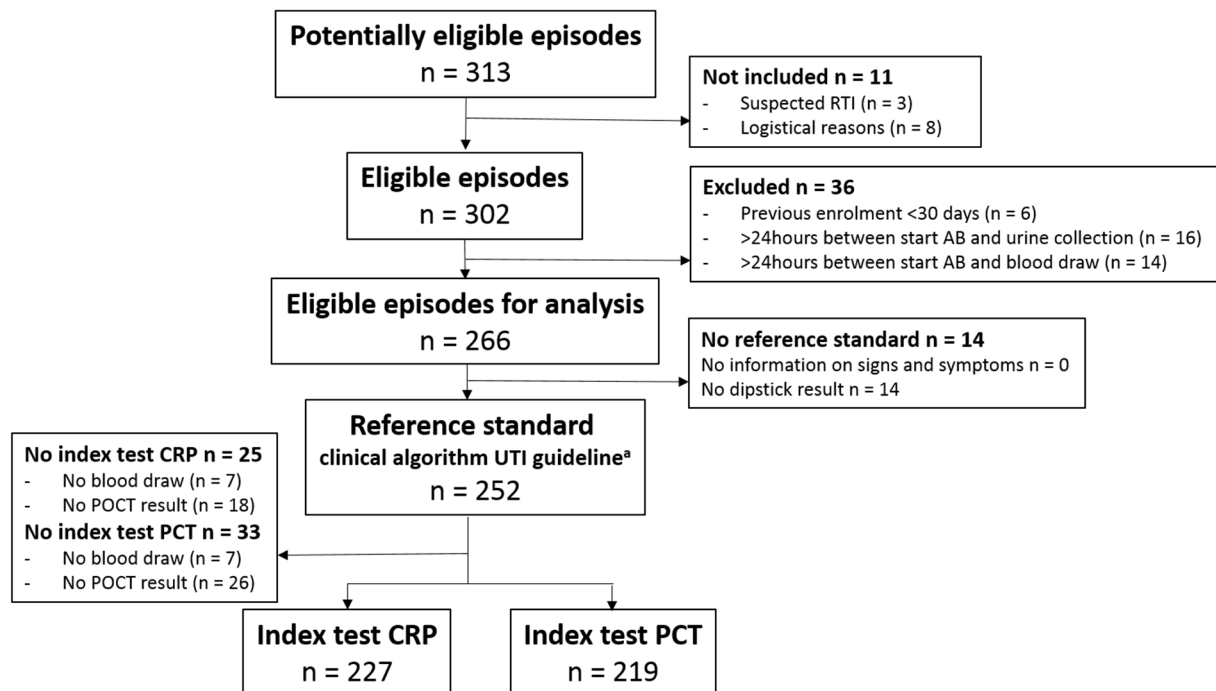 Potentially eligible episodes
n = 313
Not included n = 11
- Suspected RTI (n = 3)
- Logistical reasons (n = 8)
Eligible episodes
n = 302
Excluded n = 36
- Previous enrolment <30 days (n = 6)
- >24hours between start AB and urine collection (n = 16)
- >24hours between start AB and blood draw (n = 14)
Eligible episodes for analysis
n = 266
No reference standard n = 14
No information on signs and symptoms n = 0
No dipstick result n = 14
Reference standard
clinical algorithm UTI guidelineᵃ
n = 252
No index test CRP n = 25
- No blood draw (n = 7)
- No POCT result (n = 18)
No index test PCT n = 33
- No blood draw (n = 7)
- No POCT result (n = 26)
Index test CRP
n = 227
Index test PCT
n = 219